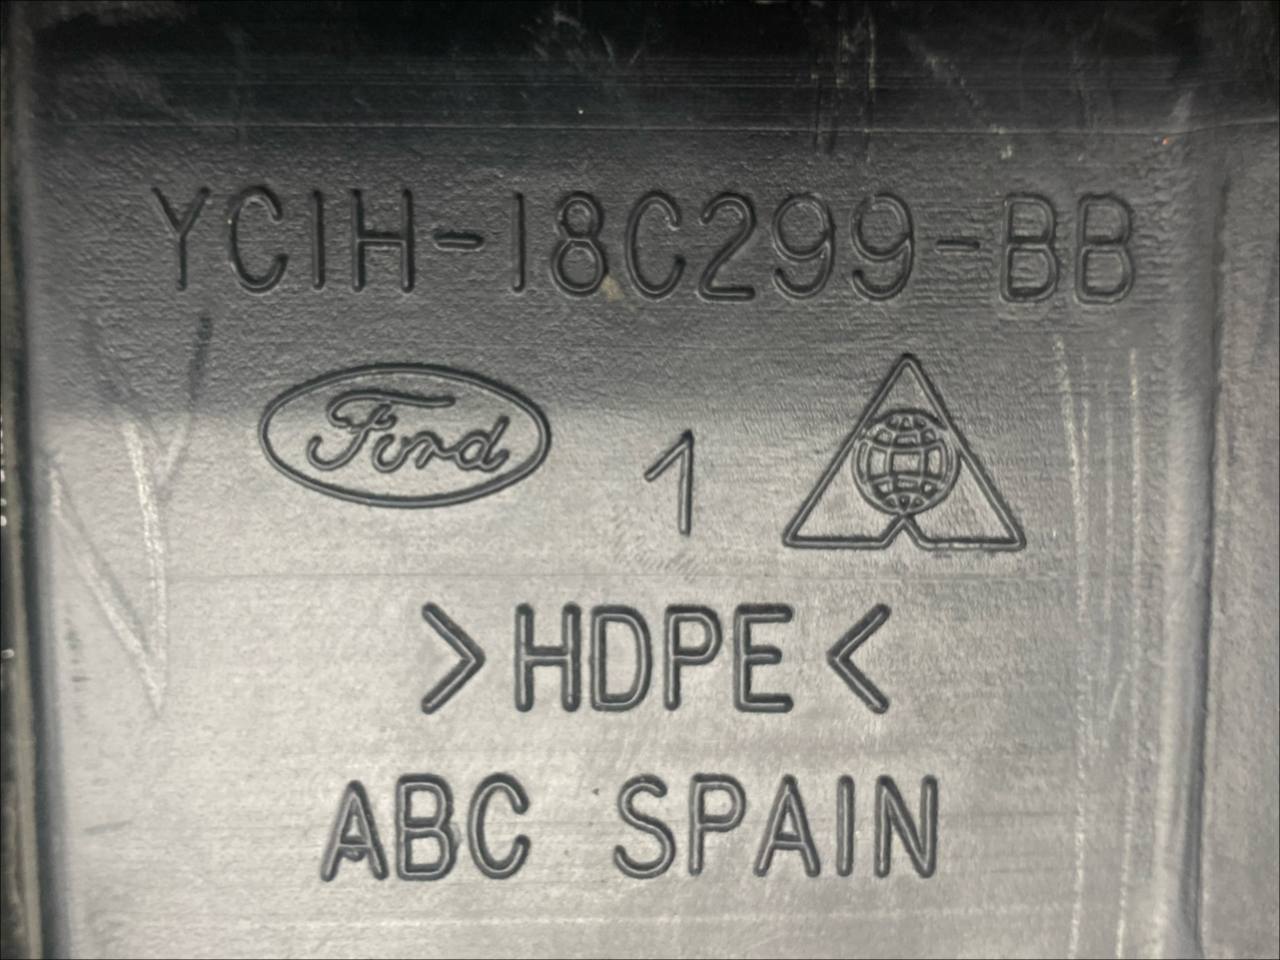 YC1H-18C299-BB
Ford 1
>HDPE<
ABC SPAIN